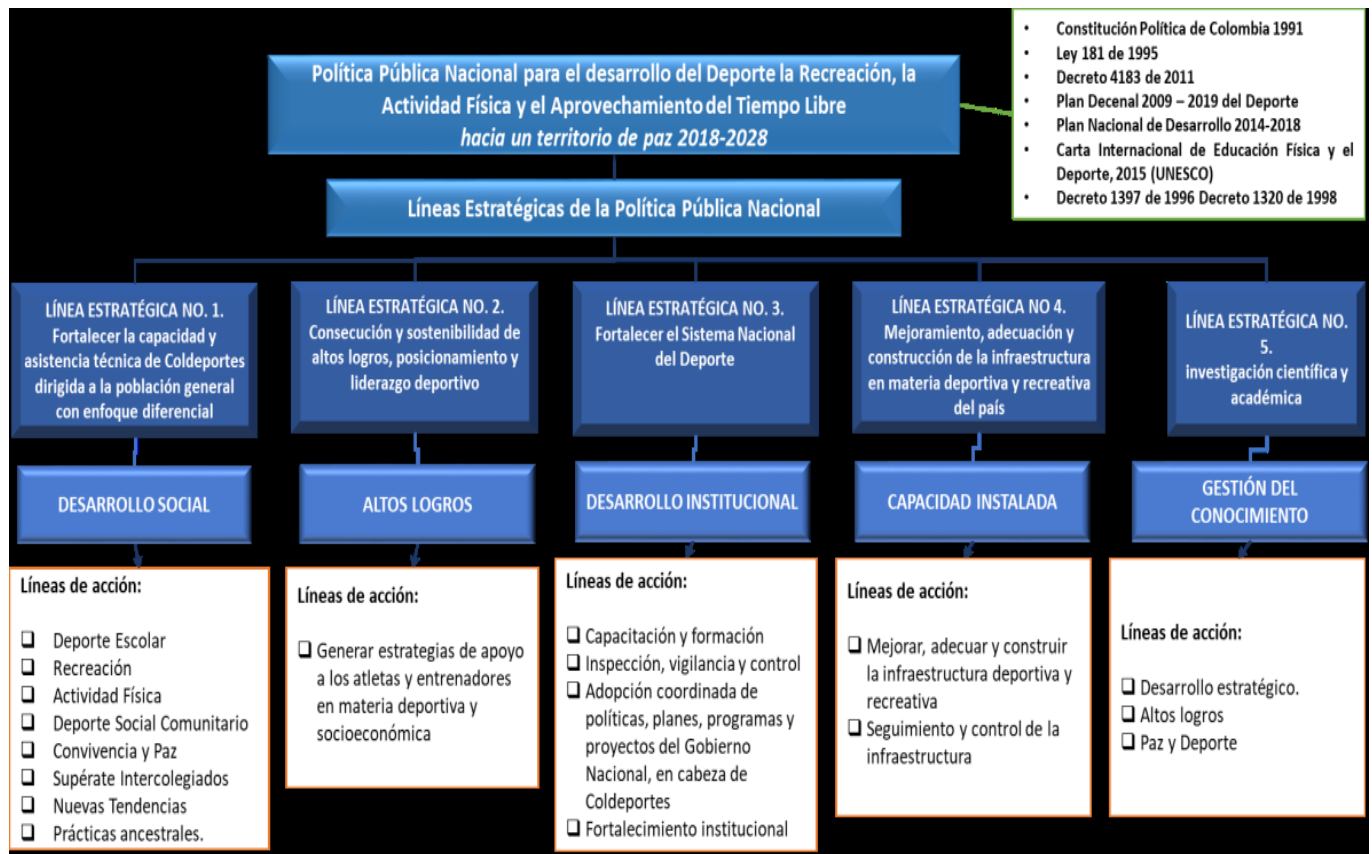 Política Pública Nacional para el desarrollo del Deporte la Recreación, la
Actividad Física y el Aprovechamiento del Tiempo Libre
hacia un territorio de paz 2018-2028
• Constitución Política de Colombia 1991
• Ley 181 de 1995
• Decreto 4183 de 2011
• Plan Decenal 2009 – 2019 del Deporte
• Plan Nacional de Desarrollo 2014-2018
• Carta Internacional de Educación Física y el
Deporte, 2015 (UNESCO)
• Decreto 1397 de 1996 Decreto 1320 de 1998
Líneas Estratégicas de la Política Pública Nacional
LÍNEA ESTRATÉGICA NO. 1.
Fortalecer la capacidad y
asistencia técnica de Coldeportes
dirigida a la población general
con enfoque diferencial
LÍNEA ESTRATÉGICA NO. 2.
Consecución y sostenibilidad de
altos logros, posicionamiento y
liderazgo deportivo
LÍNEA ESTRATÉGICA NO. 3.
Fortalecer el Sistema Nacional
del Deporte
LÍNEA ESTRATÉGICA NO 4.
Mejoramiento, adecuación y
construcción de la infraestructura
en materia deportiva y recreativa
del país
LÍNEA ESTRATÉGICA NO.
5.
investigación científica y
académica
DESARROLLO SOCIAL
ALTOS LOGROS
DESARROLLO INSTITUCIONAL
CAPACIDAD INSTALADA
GESTIÓN DEL
CONOCIMIENTO
Líneas de acción:
❑ Deporte Escolar
❑ Recreación
❑ Actividad Física
❑ Deporte Social Comunitario
❑ Convivencia y Paz
❑ Supérate Intercolegiados
❑ Nuevas Tendencias
❑ Prácticas ancestrales.
Líneas de acción:
❑ Generar estrategias de apoyo
a los atletas y entrenadores
en materia deportiva y
socioeconómica
Líneas de acción:
❑ Capacitación y formación
❑ Inspección, vigilancia y control
❑ Adopción coordinada de
políticas, planes, programas y
proyectos del Gobierno
Nacional, en cabeza de
Coldeportes
❑ Fortalecimiento institucional
Líneas de acción:
❑ Mejorar, adecuar y construir
la infraestructura deportiva y
recreativa
❑ Seguimiento y control de la
infraestructura
Líneas de acción:
❑ Desarrollo estratégico.
❑ Altos logros
❑ Paz y Deporte